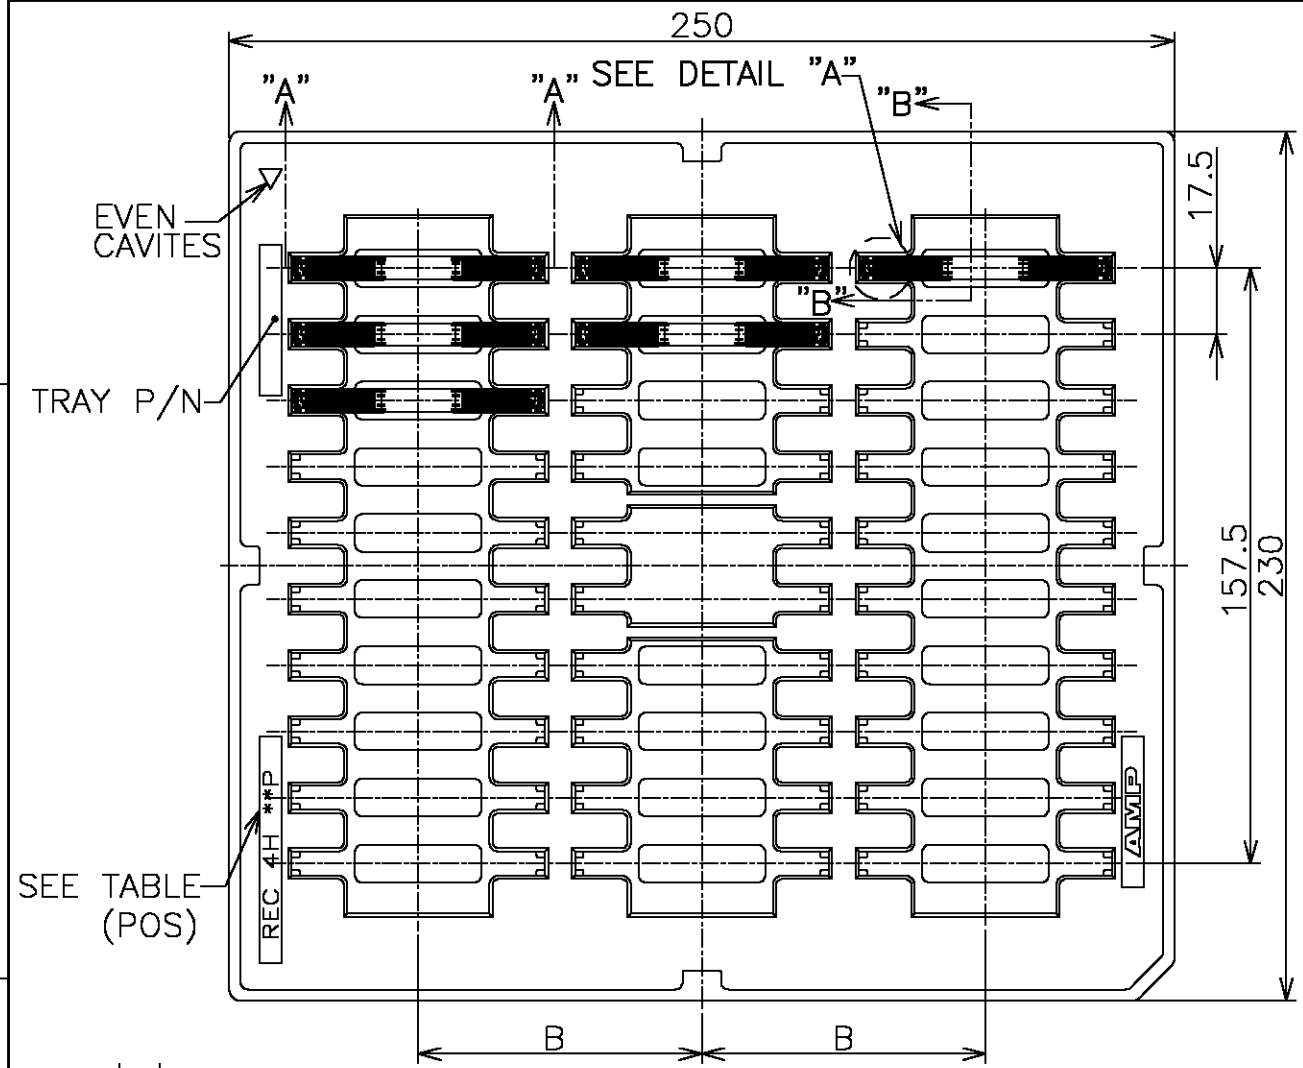 250
"A"
"A"
SEE DETAIL "A"
"B"
17.5
EVEN
CAVITES
"B"
TRAY P/N
157.5
230
REC 4H **P
AMP
SEE TABLE
(POS)
B
B